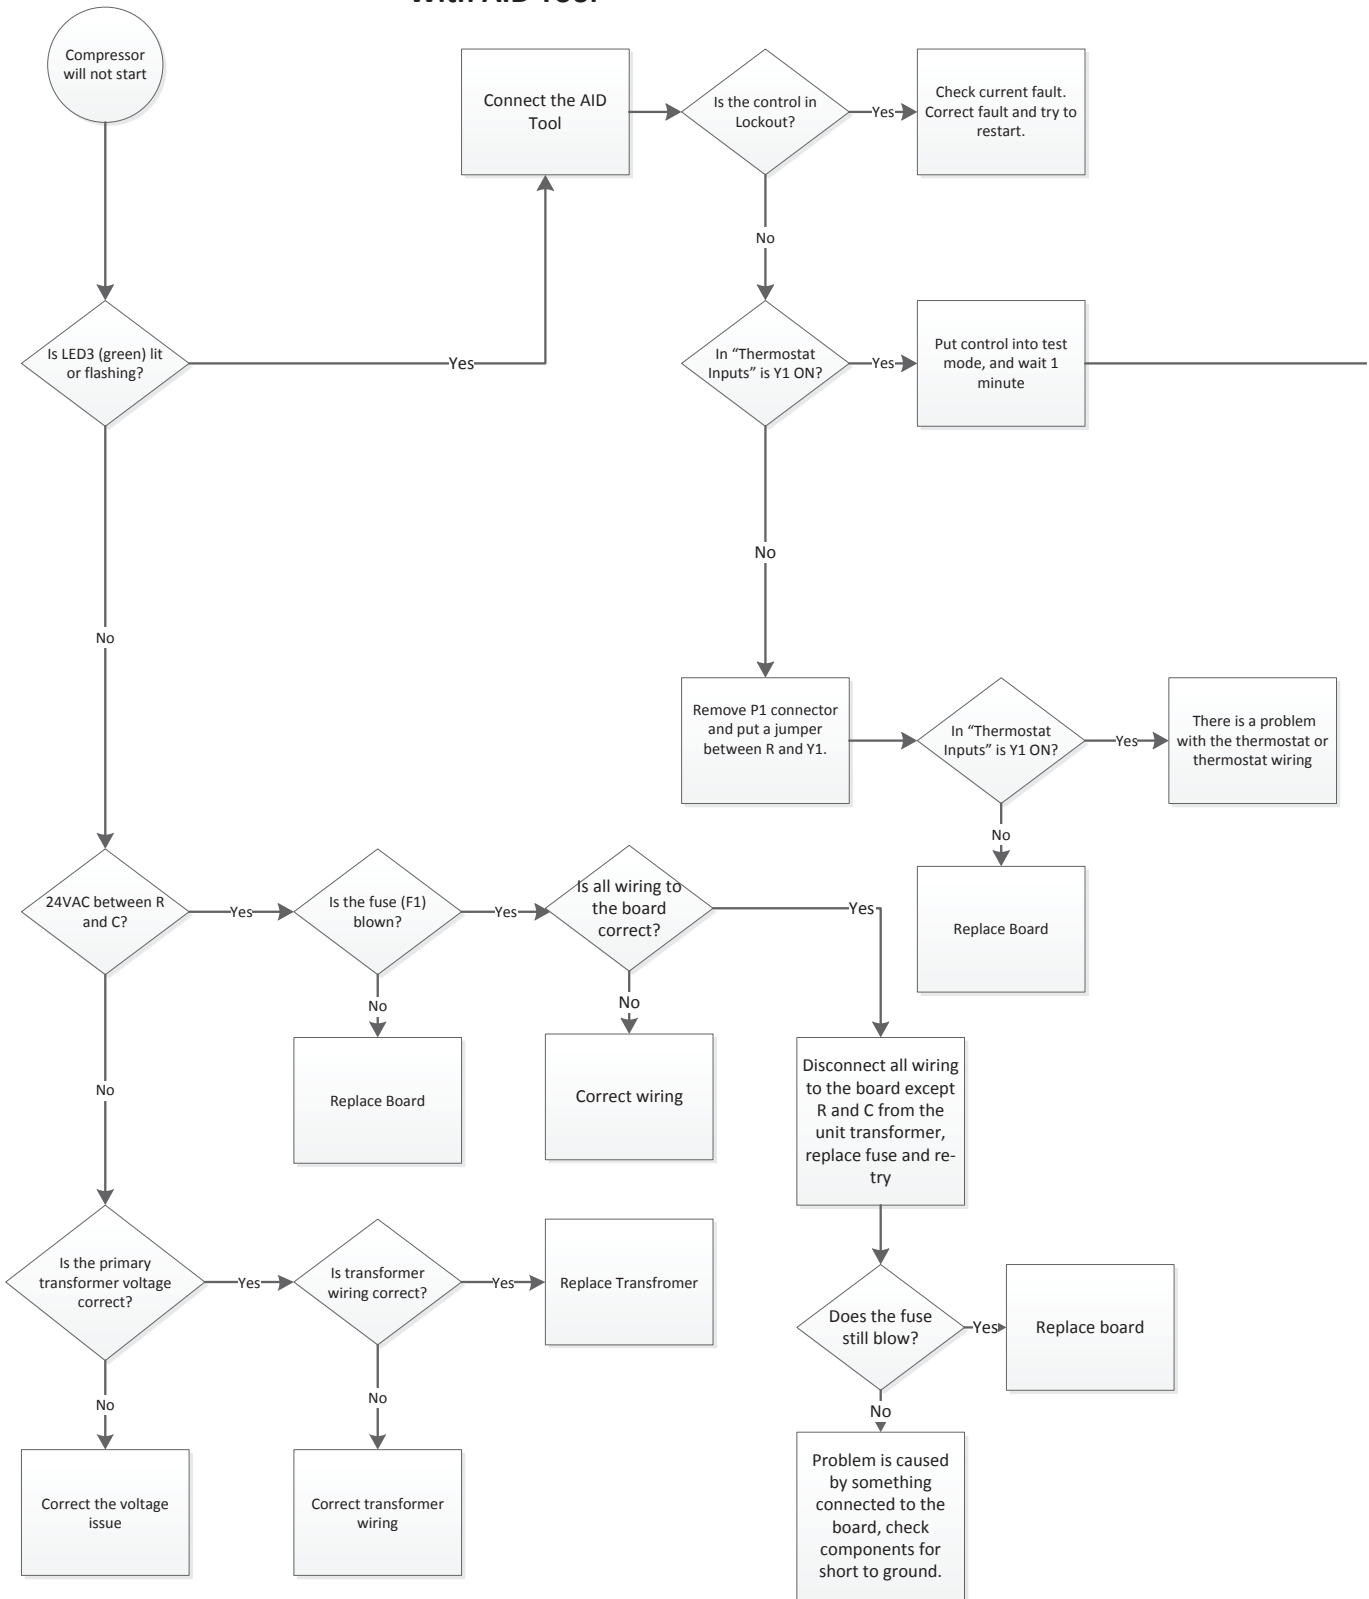 With AID Tool
Compressor
will not start
Connect the AID
Tool
Is the control in
Lockout?
Yes
Check current fault.
Correct fault and try to
restart.
No
Is LED3 (green) lit
or flashing?
Yes
In “Thermostat
Inputs” is Y1 ON?
Yes
Put control into test
mode, and wait 1
minute
No
No
Remove P1 connector
and put a jumper
between R and Y1.
In “Thermostat
Inputs” is Y1 ON?
Yes
There is a problem
with the thermostat or
thermostat wiring
No
Replace Board
24VAC between R
and C?
Yes
Is the fuse (F1)
blown?
Yes
Is all wiring to
the board
correct?
Yes
No
Replace Board
No
Correct wiring
Disconnect all wiring
to the board except
R and C from the
unit transformer,
replace fuse and re-
try
No
Is the primary
transformer voltage
correct?
Yes
Is transformer
wiring correct?
Yes
Replace Transfromer
Does the fuse
still blow?
Yes
Replace board
No
Correct the voltage
issue
No
Correct transformer
wiring
No
Problem is caused
by something
connected to the
board, check
components for
short to ground.